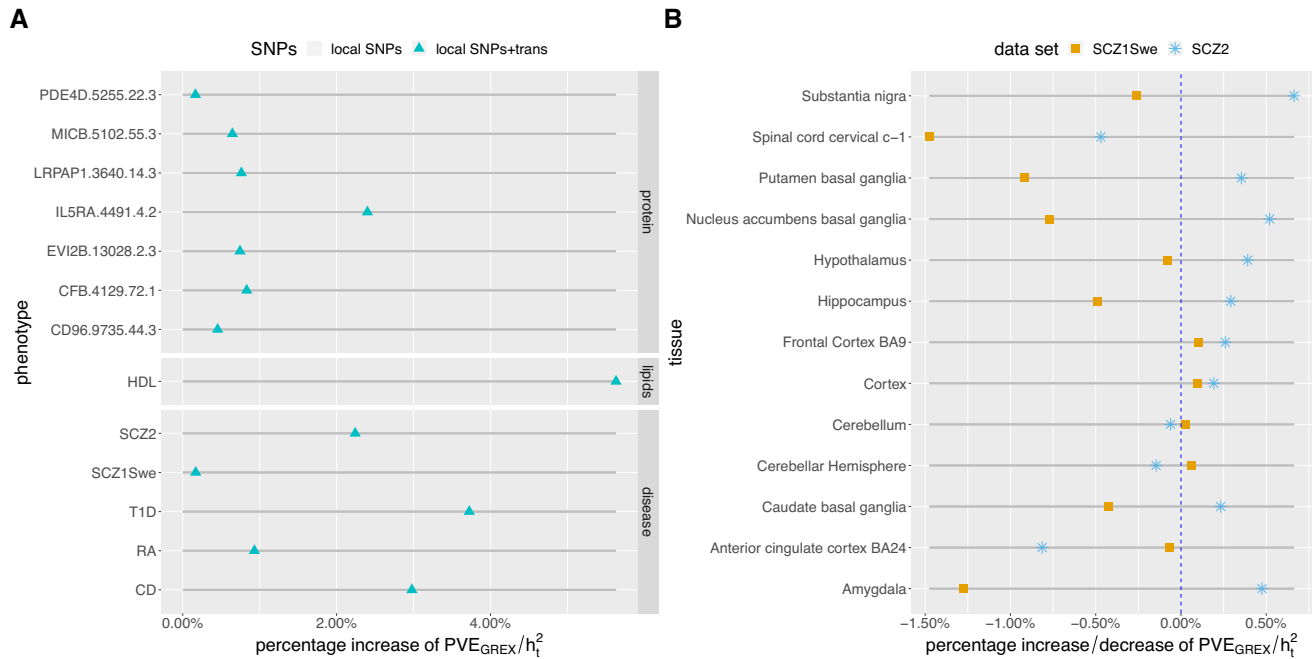 A
SNPs local SNPs local SNPs+trans
phenotype
PDE4D.5255.22.3
MICB.5102.55.3
LRPAP1.3640.14.3
IL5RA.4491.4.2
EVI2B.13028.2.3
CFB.4129.72.1
CD96.9735.44.3
protein
HDL
lipids
SCZ2
SCZ1Swe
T1D
RA
CD
disease
0.00% 2.00% 4.00%
percentage increase of PVE_GREX/h_t^2
B
data set SCZ1Swe SCZ2
tissue
Substantia nigra
Spinal cord cervical c−1
Putamen basal ganglia
Nucleus accumbens basal ganglia
Hypothalamus
Hippocampus
Frontal Cortex BA9
Cortex
Cerebellum
Cerebellar Hemisphere
Caudate basal ganglia
Anterior cingulate cortex BA24
Amygdala
−1.50% −1.00% −0.50% 0.00% 0.50%
percentage increase/decrease of PVE_GREX/h_t^2